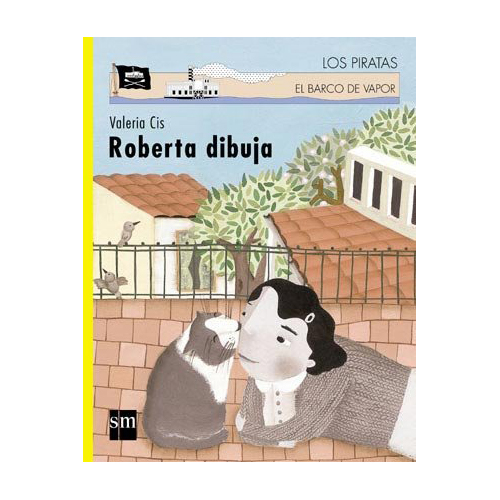 LOS PIRATAS
EL BARCO DE VAPOR
Valeria Cis
Roberta dibuja
sm